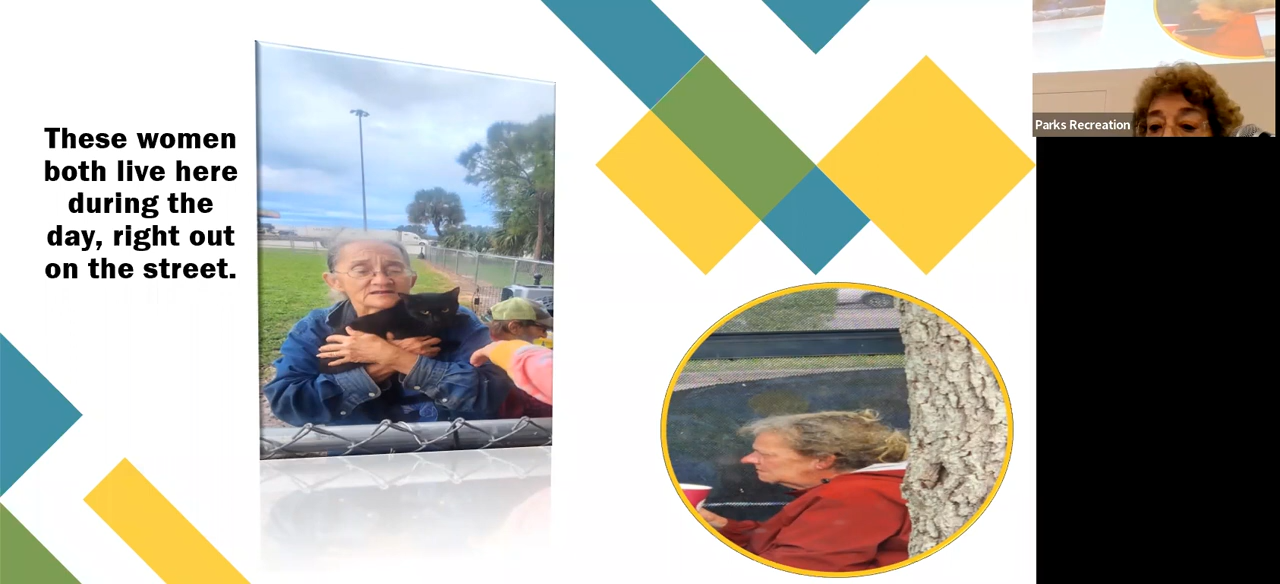 These women
both live here
during the
day, right out
on the street.
Parks Recreation